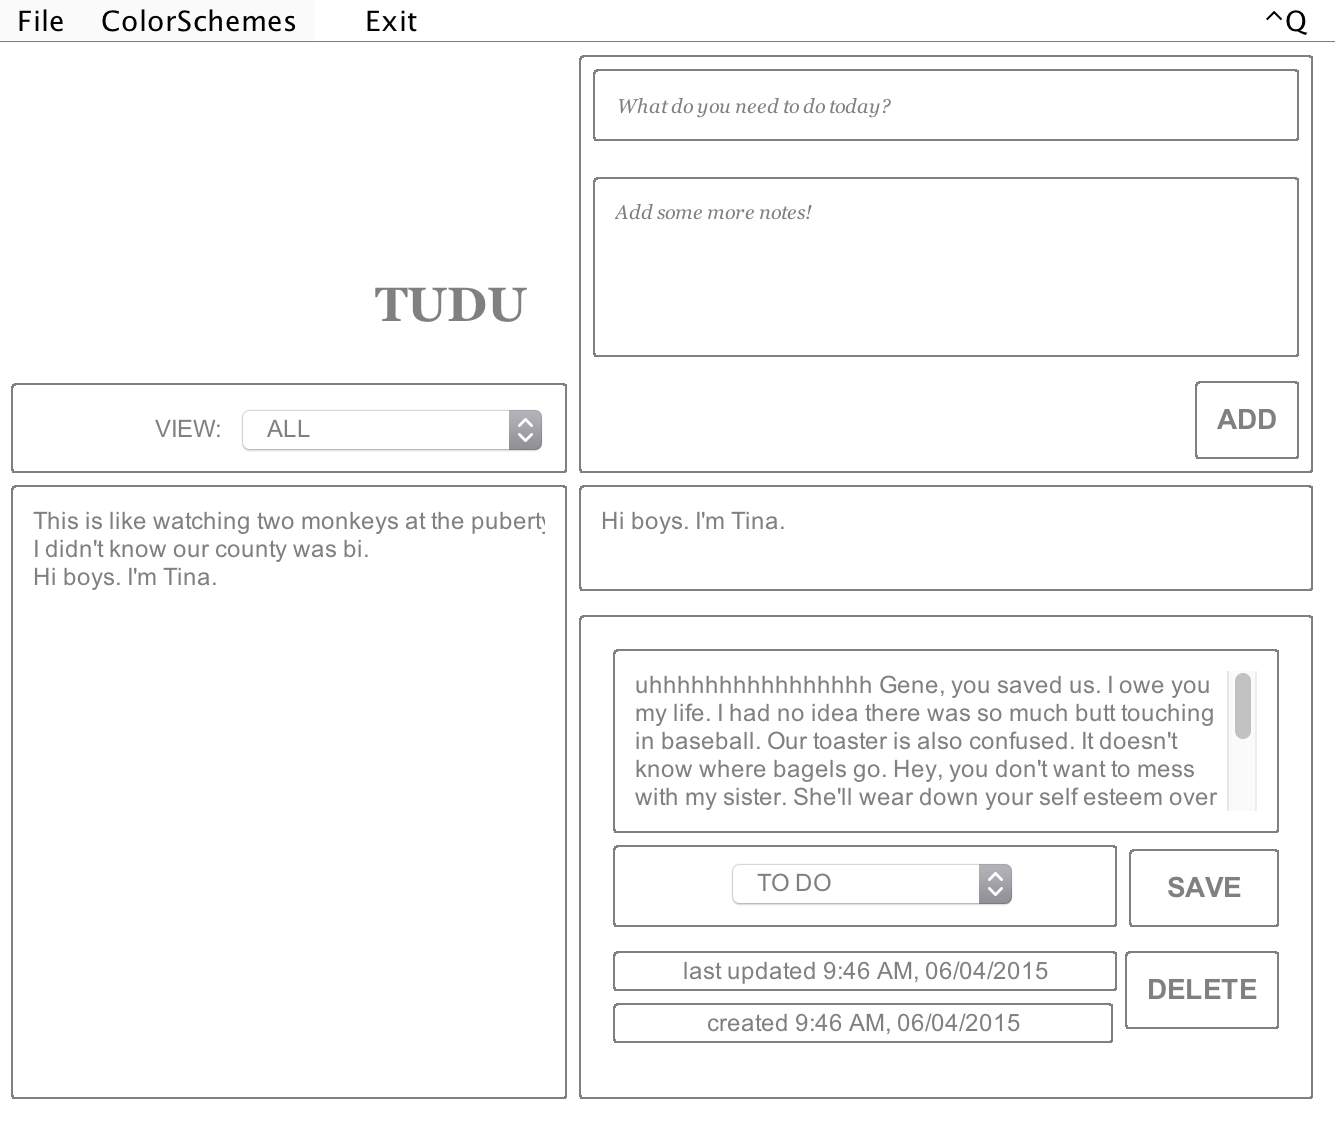 File ColorSchemes Exit ^Q
What do you need to do today?
Add some more notes!
TUDU
ADD
VIEW: ALL
This is like watching two monkeys at the puberty
I didn't know our county was bi.
Hi boys. I'm Tina.
Hi boys. I'm Tina.
uhhhhhhhhhhhhhhhhh Gene, you saved us. I owe you
my life. I had no idea there was so much butt touching
in baseball. Our toaster is also confused. It doesn't
know where bagels go. Hey, you don't want to mess
with my sister. She'll wear down your self esteem over
TO DO
SAVE
last updated 9:46 AM, 06/04/2015
DELETE
created 9:46 AM, 06/04/2015